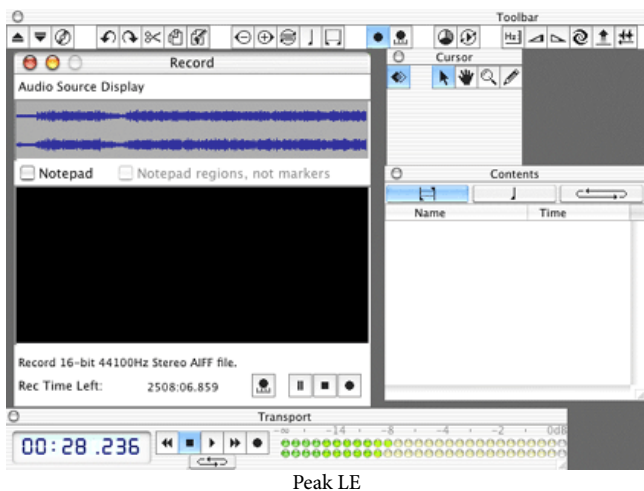 Toolbar
Hz
Record
Cursor
Audio Source Display
Notepad
Notepad regions, not markers
Contents
Name Time
Record 16-bit 44100Hz Stereo AIFF file.
Rec Time Left: 2508:06.859
Transport
-∞ -14 -8 -4 -2 0dB
00:28 .236
Peak LE